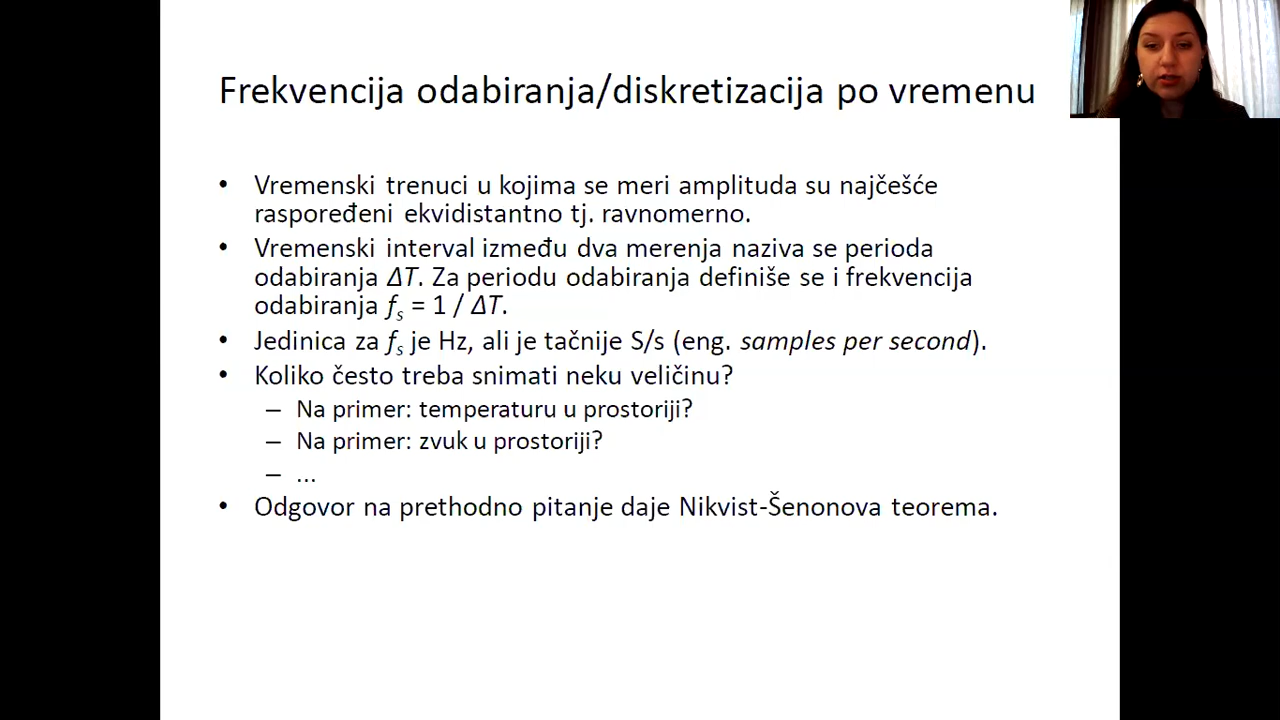 Frekvencija odabiranja/diskretizacija po vremenu
• Vremenski trenuci u kojima se meri amplituda su najčešće
raspoređeni ekvidistantno tj. ravnomerno.
• Vremenski interval između dva merenja naziva se perioda
odabiranja ΔT. Za periodu odabiranja definiše se i frekvencija
odabiranja fs = 1 / ΔT.
• Jedinica za fs je Hz, ali je tačnije S/s (eng. samples per second).
• Koliko često treba snimati neku veličinu?
– Na primer: temperaturu u prostoriji?
– Na primer: zvuk u prostoriji?
– ...
• Odgovor na prethodno pitanje daje Nikvist-Šenonova teorema.